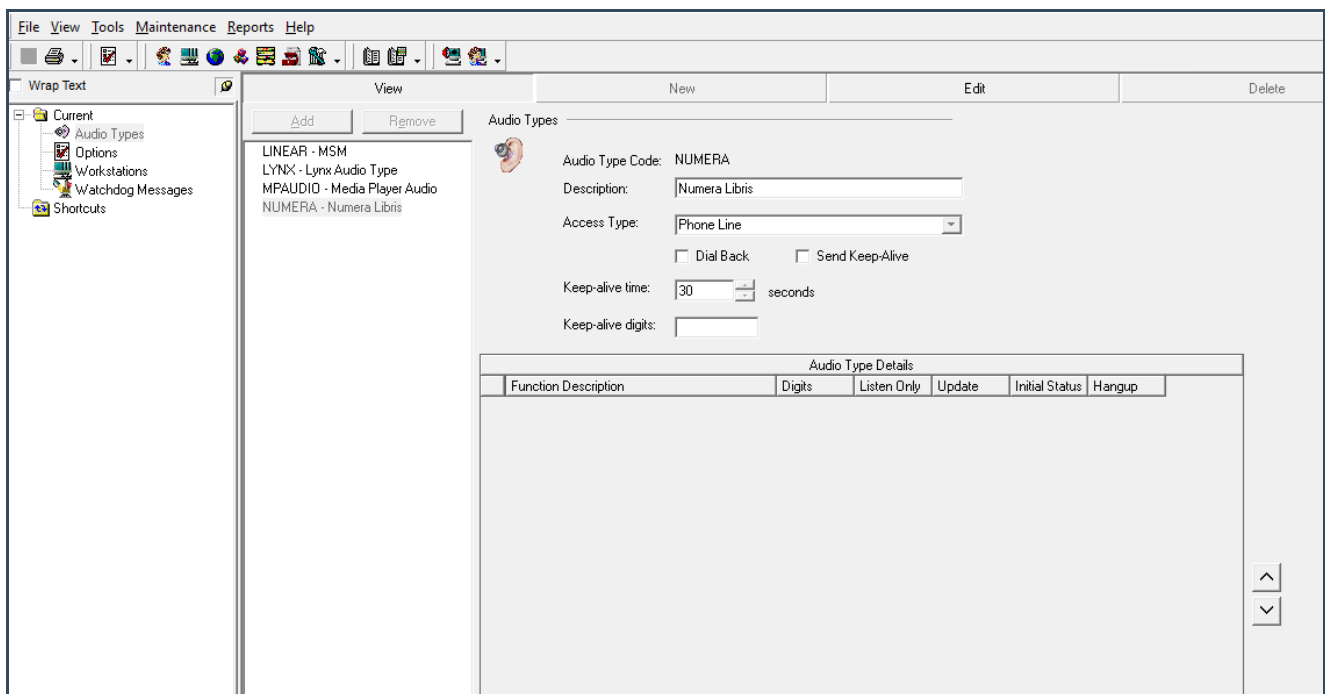 File View Tools Maintenance Reports Help
Wrap Text
View New Edit Delete
Current
Audio Types
Options
Workstations
Watchdog Messages
Shortcuts
Add Remove
LINEAR - MSM
LYNX - Lynx Audio Type
MPAUDIO - Media Player Audio
NUMERA - Numera Libris
Audio Types
Audio Type Code: NUMERA
Description: Numera Libris
Access Type: Phone Line
Dial Back Send Keep-Alive
Keep-alive time: 30 seconds
Keep-alive digits:
Audio Type Details
Function Description Digits Listen Only Update Initial Status Hangup